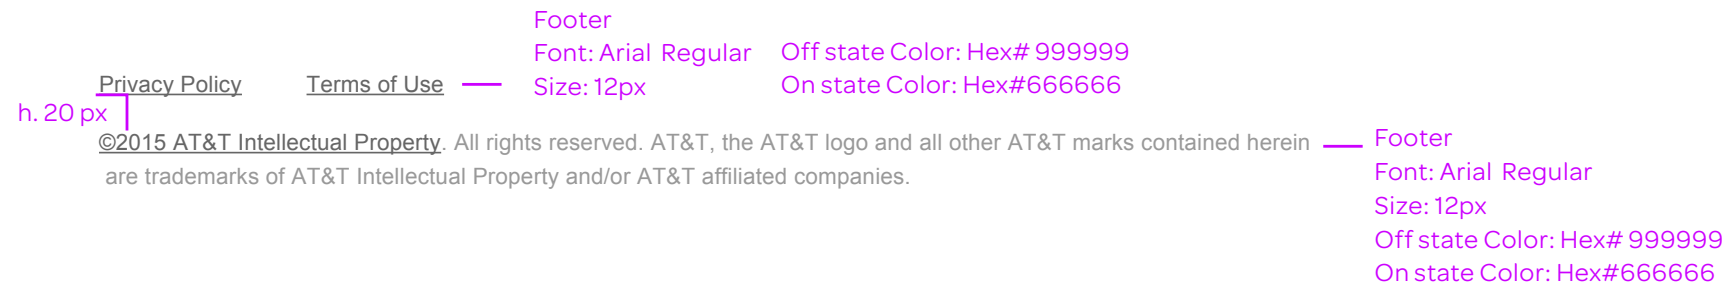 Footer
Font: Arial Regular Off state Color: Hex# 999999
Privacy Policy Terms of Use Size: 12px On state Color: Hex#666666
h. 20 px
©2015 AT&T Intellectual Property. All rights reserved. AT&T, the AT&T logo and all other AT&T marks contained herein
are trademarks of AT&T Intellectual Property and/or AT&T affiliated companies.
Footer
Font: Arial Regular
Size: 12px
Off state Color: Hex# 999999
On state Color: Hex#666666